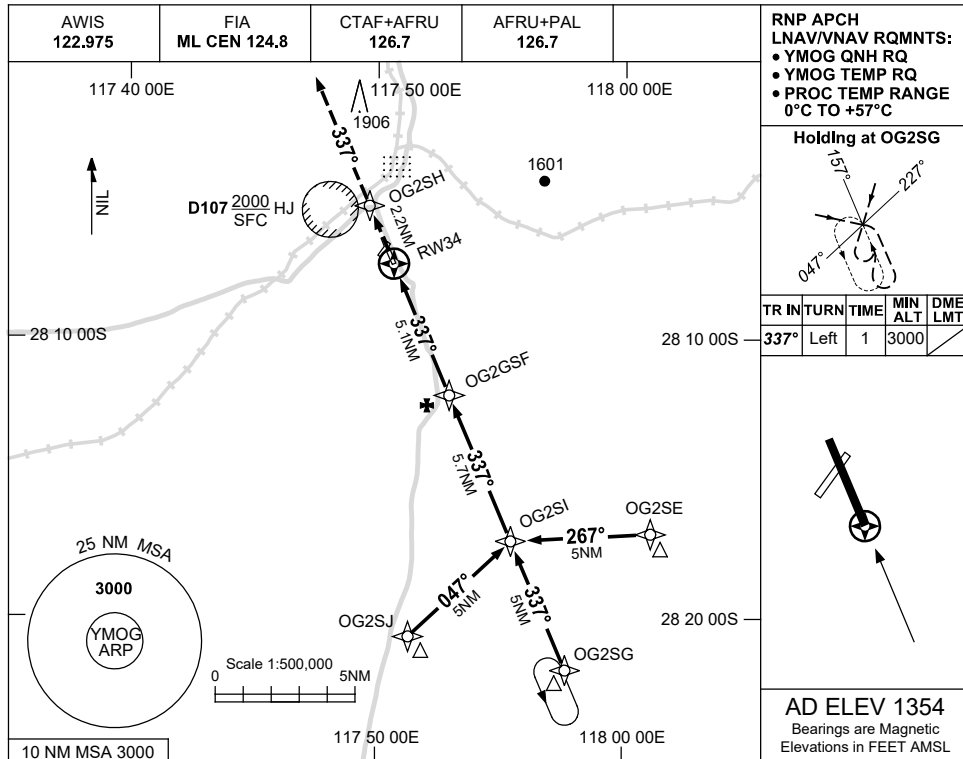 AWIS
122.975
FIA
ML CEN 124.8
CTAF+AFRU
126.7
AFRU+PAL
126.7
RNP APCH
LNAV/VNAV RQMNTS:
• YMOG QNH RQ
• YMOG TEMP RQ
• PROC TEMP RANGE
0°C TO +57°C
117 40 00E
117 50 00E
118 00 00E
337°
1906
NIL
1601
OG2SH
D107 2000 HJ
SFC
2.2NM
RW34
28 10 00S
28 10 00S
337°
5.1NM
OG2GSF
337°
5.7NM
OG2SI
OG2SE
267°
5NM
047°
5NM
337°
5NM
OG2SJ
OG2SG
28 20 00S
25 NM MSA
3000
YMOG
ARP
Scale 1:500,000
0
5NM
117 50 00E
118 00 00E
10 NM MSA 3000
Holding at OG2SG
157°
227°
047°
TR IN TURN TIME MIN ALT DME LMT
337° Left 1 3000
AD ELEV 1354
Bearings are Magnetic
Elevations in FEET AMSL